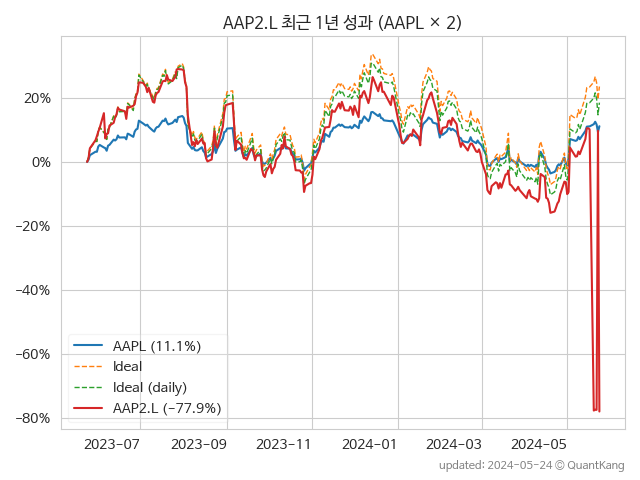 AAP2.L 최근 1년 성과 (AAPL × 2)
20%
0%
−20%
−40%
−60%
−80%
AAPL (11.1%)
Ideal
Ideal (daily)
AAP2.L (−77.9%)
2023−07 2023−09 2023−11 2024−01 2024−03 2024−05
updated: 2024−05−24 © QuantKang